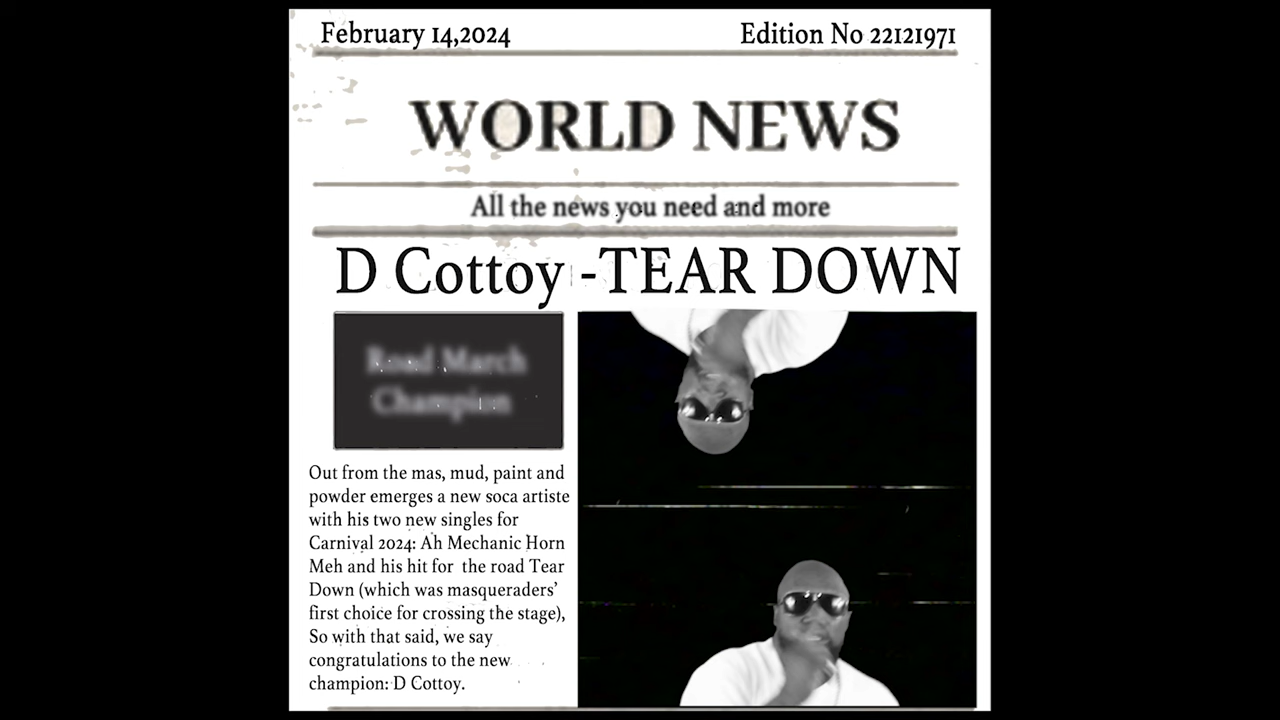 February 14,2024
Edition No 22121971
WORLD NEWS
All the news you need and more
D Cottoy -TEAR DOWN
Road March
Champion
Out from the mas, mud, paint and
powder emerges a new soca artiste
with his two new singles for
Carnival 2024: Ah Mechanic Horn
Meh and his hit for the road Tear
Down (which was masqueraders'
first choice for crossing the stage),
So with that said, we say
congratulations to the new
champion: D Cottoy.